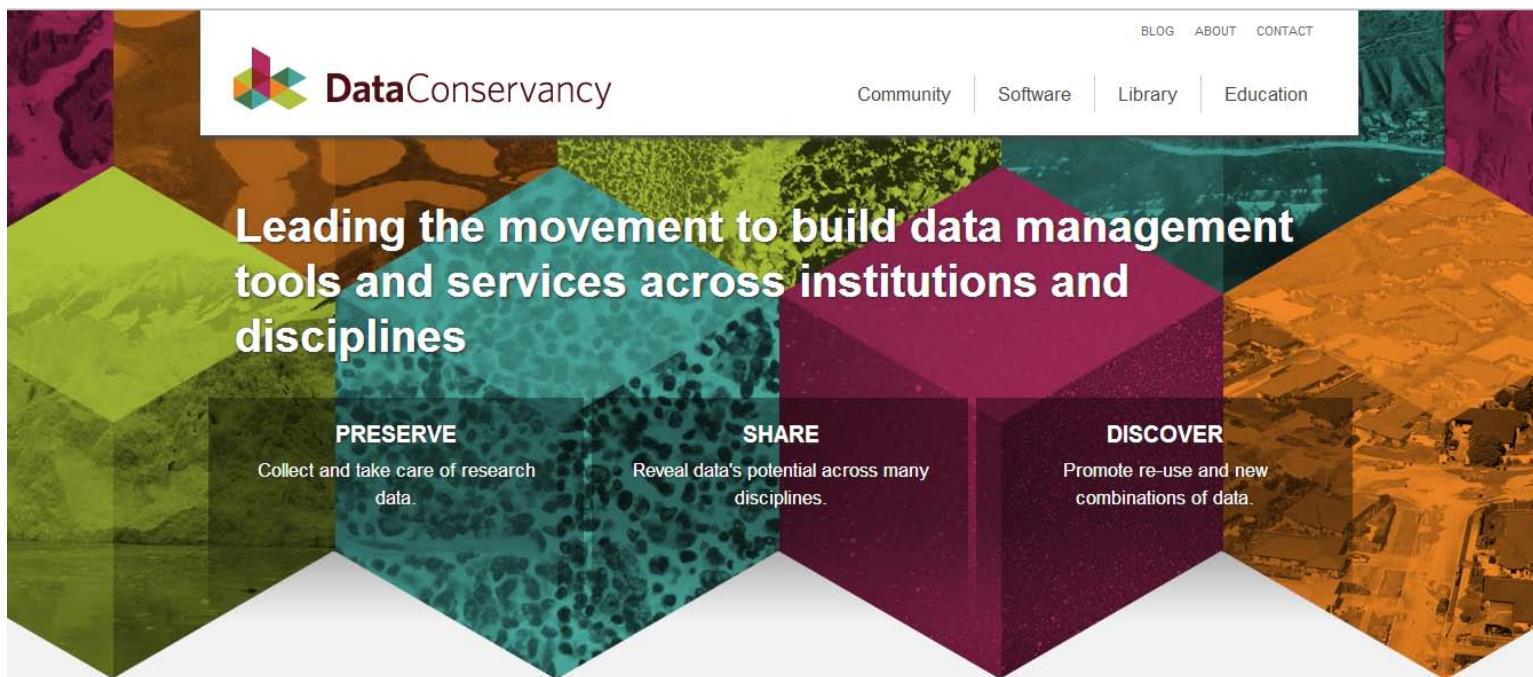 BLOG ABOUT CONTACT
DataConservancy
Community Software Library Education
Leading the movement to build data management
tools and services across institutions and
disciplines
PRESERVE
Collect and take care of research
data.
SHARE
Reveal data's potential across many
disciplines.
DISCOVER
Promote re-use and new
combinations of data.